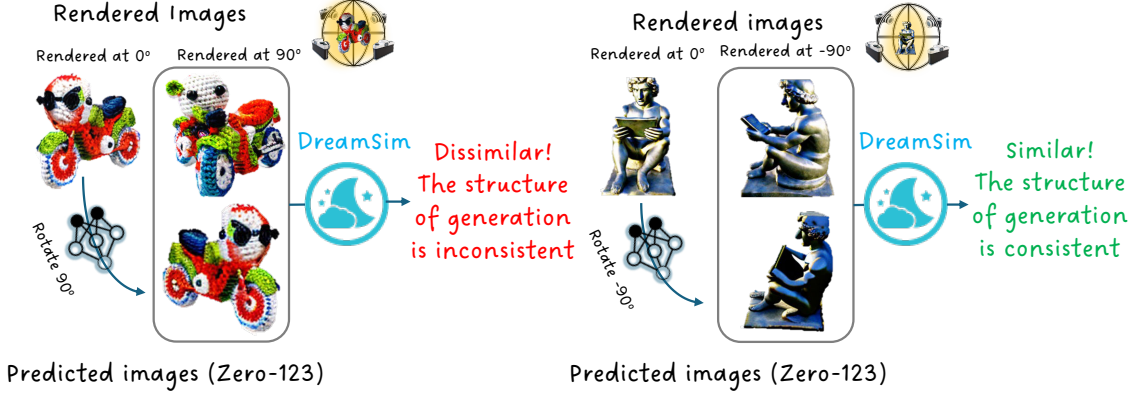 Rendered Images
Rendered at 0°
Rendered at 90°
Rotate 90°
DreamSim
Dissimilar!
The structure
of generation
is inconsistent
Predicted images (Zero-123)
Rendered images
Rendered at 0°
Rendered at -90°
Rotate -90°
DreamSim
Similar!
The structure
of generation
is consistent
Predicted images (Zero-123)